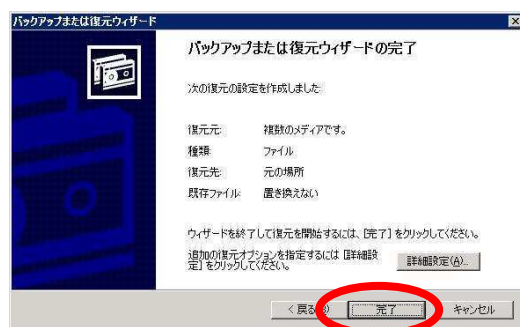 バックアップまたは復元ウィザード
バックアップまたは復元ウィザードの完了
次の復元の設定を作成しました:
復元元: 複数のメディアです。
種類: ファイル
復元先: 元の場所
既存ファイル: 置き換えない
ウィザードを終了して復元を開始するには、[完了] をクリックしてください。
追加の復元オプションを指定するには [詳細設
定] をクリックしてください。
詳細設定(A)...
< 戻る(B) 完了 キャンセル